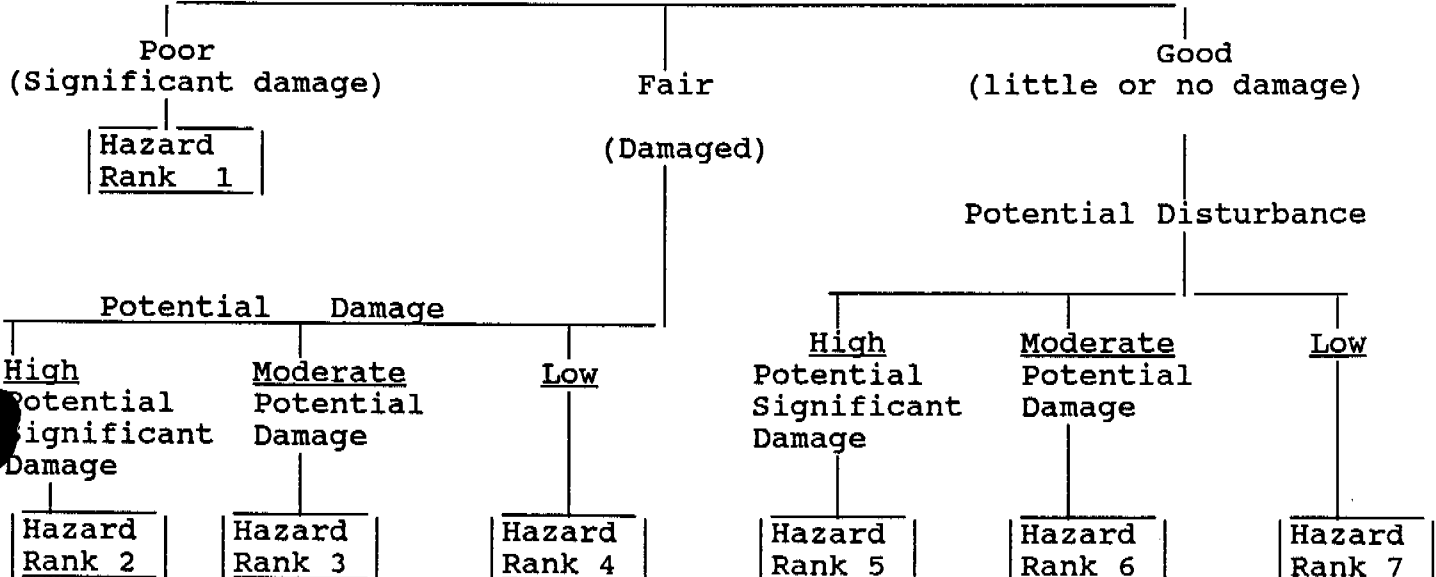 Poor
(Significant damage)
Hazard
Rank 1
Fair
(Damaged)
Good
(little or no damage)
Potential Disturbance
Potential Damage
High
Potential
Significant
Damage
Hazard
Rank 2
Moderate
Potential
Damage
Hazard
Rank 3
Low
Hazard
Rank 4
High
Potential
Significant
Damage
Hazard
Rank 5
Moderate
Potential
Damage
Hazard
Rank 6
Low
Hazard
Rank 7